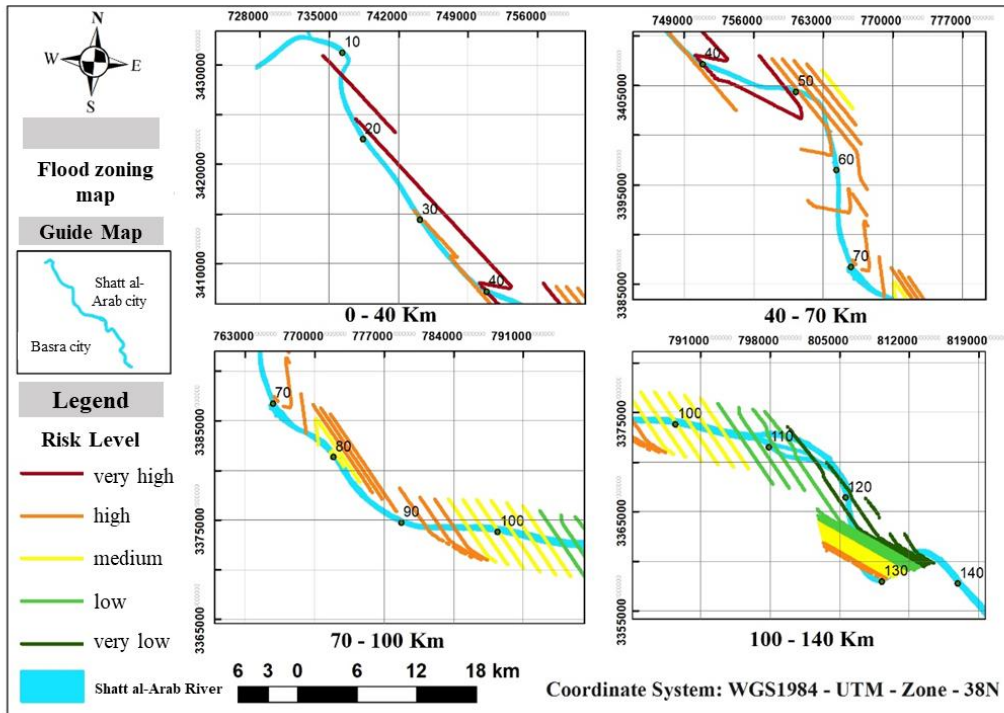 N
W
E
S
Flood zoning
map
Guide Map
Shatt al-
Arab city
Basra city
Legend
Risk Level
very high
high
medium
low
very low
Shatt al-Arab River
728000 735000 742000 749000 756000
3430000
3420000
3410000
10
20
30
40
0 - 40 Km
749000 756000 763000 770000 777000
3405000
3395000
3385000
40
50
60
70
40 - 70 Km
763000 770000 777000 784000 791000
3385000
3375000
3365000
70
80
90
100
70 - 100 Km
791000 798000 805000 812000 819000
3375000
3365000
3355000
100
110
120
130
140
100 - 140 Km
6 3 0 6 12 18 km
Coordinate System: WGS1984 - UTM - Zone - 38N